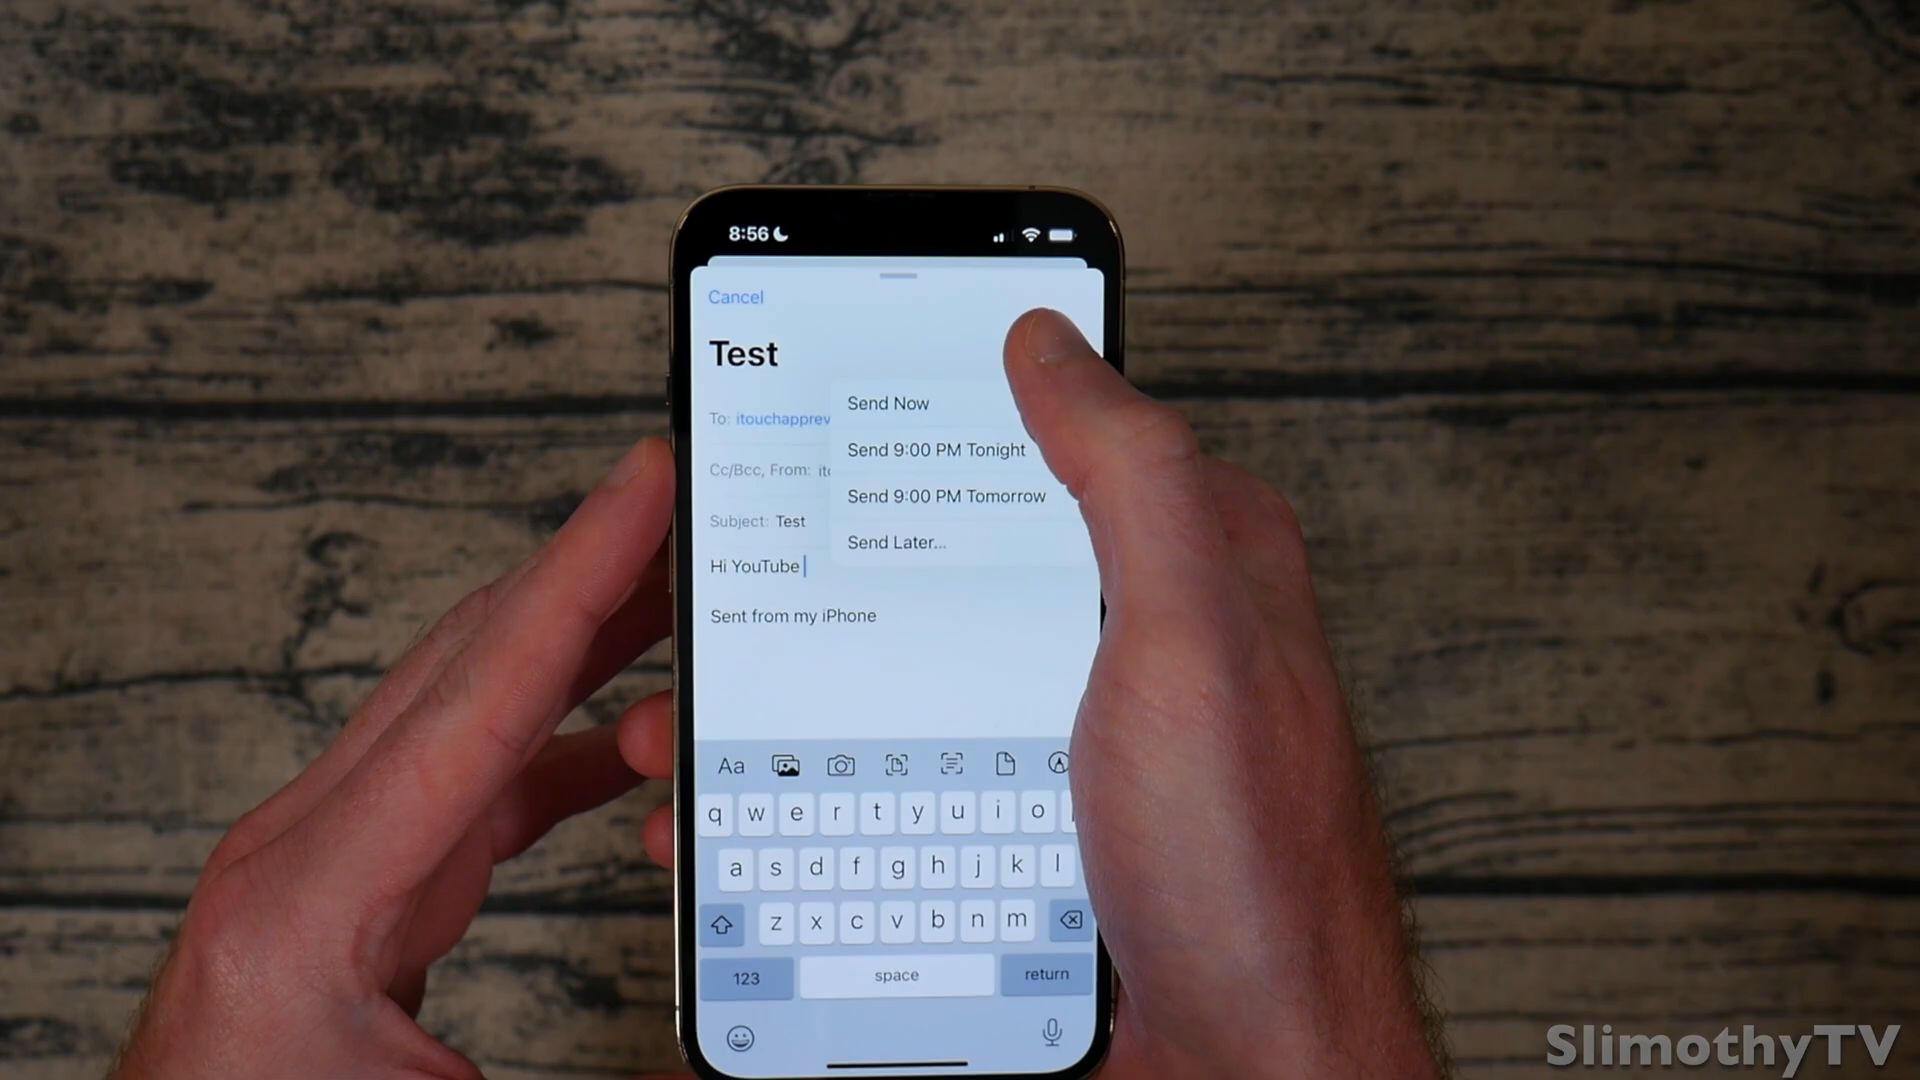 8:56
Cancel
Test
To: itouchapprev
Cc/Bcc, From:
Subject: Test
Hi YouTube
Sent from my iPhone
Send Now
Send 9:00 PM Tonight
Send 9:00 PM Tomorrow
Send Later...
Aa
q w e r t y u i o
a s d f g h j k l
z x c v b n m
123 space return
SlimothyTV